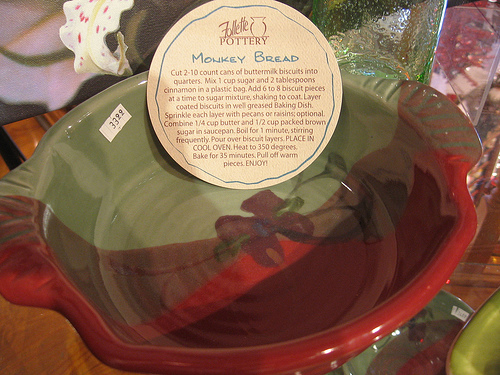 Follette
POTTERY
MONKEY BREAD
Cut 2-10 count cans of buttermilk biscuits into
quarters. Mix 1 cup sugar and 2 tablespoons
cinnamon in a plastic bag. Add 6 to 8 biscuit pieces
at a time to sugar mixture, shaking to coat. Layer
coated biscuits in well greased Baking Dish.
Sprinkle each layer with pecans or raisins; optional.
Combine 1/4 cup butter and 1/2 cup packed brown
sugar in saucepan. Boil for 1 minute, stirring
frequently. Pour over biscuit layers. PLACE IN
COOL OVEN. Heat to 350 degrees.
Bake for 35 minutes. Pull off warm
pieces. ENJOY!
3399